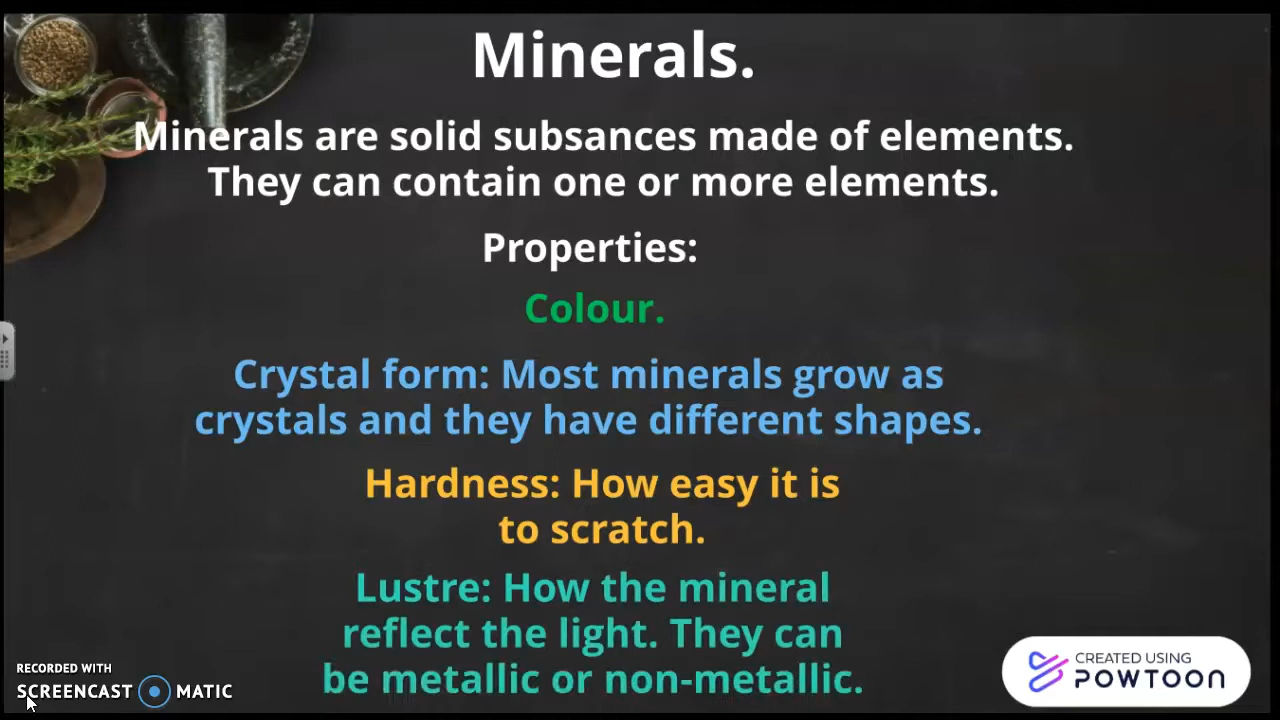 Minerals.
Minerals are solid subsances made of elements.
They can contain one or more elements.
Properties:
Colour.
Crystal form: Most minerals grow as
crystals and they have different shapes.
Hardness: How easy it is
to scratch.
Lustre: How the mineral
reflect the light. They can
be metallic or non-metallic.
RECORDED WITH
SCREENCAST MATIC
CREATED USING
POWTOON